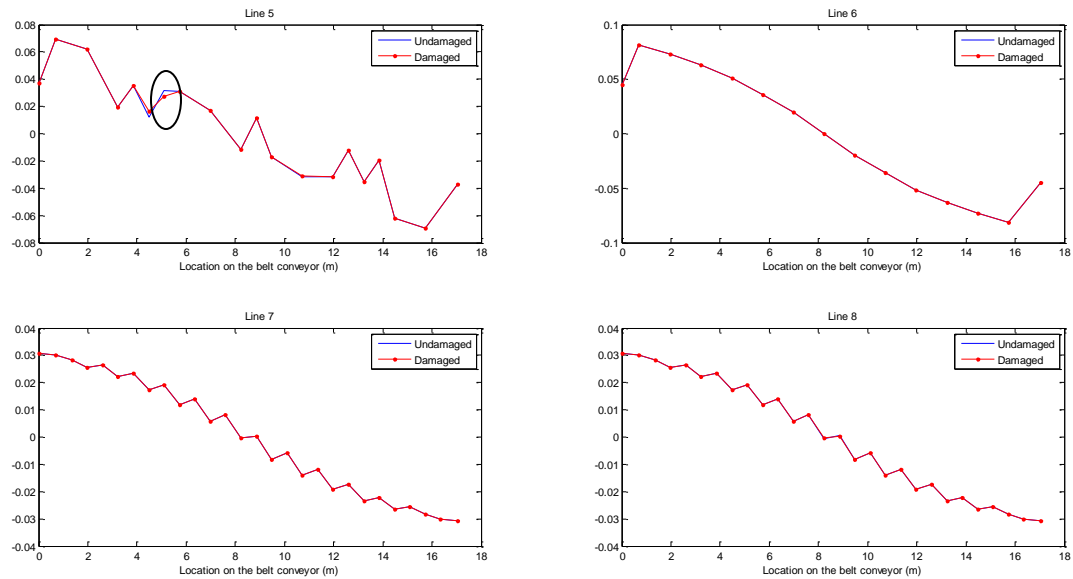 Line 5
0.08
0.06
0.04
0.02
0
-0.02
-0.04
-0.06
-0.08
0 2 4 6 8 10 12 14 16 18
Location on the belt conveyor (m)
Undamaged
Damaged
Line 6
0.1
0.05
0
-0.05
-0.1
0 2 4 6 8 10 12 14 16 18
Location on the belt conveyor (m)
Undamaged
Damaged
Line 7
0.04
0.03
0.02
0.01
0
-0.01
-0.02
-0.03
-0.04
0 2 4 6 8 10 12 14 16 18
Location on the belt conveyor (m)
Undamaged
Damaged
Line 8
0.04
0.03
0.02
0.01
0
-0.01
-0.02
-0.03
-0.04
0 2 4 6 8 10 12 14 16 18
Location on the belt conveyor (m)
Undamaged
Damaged